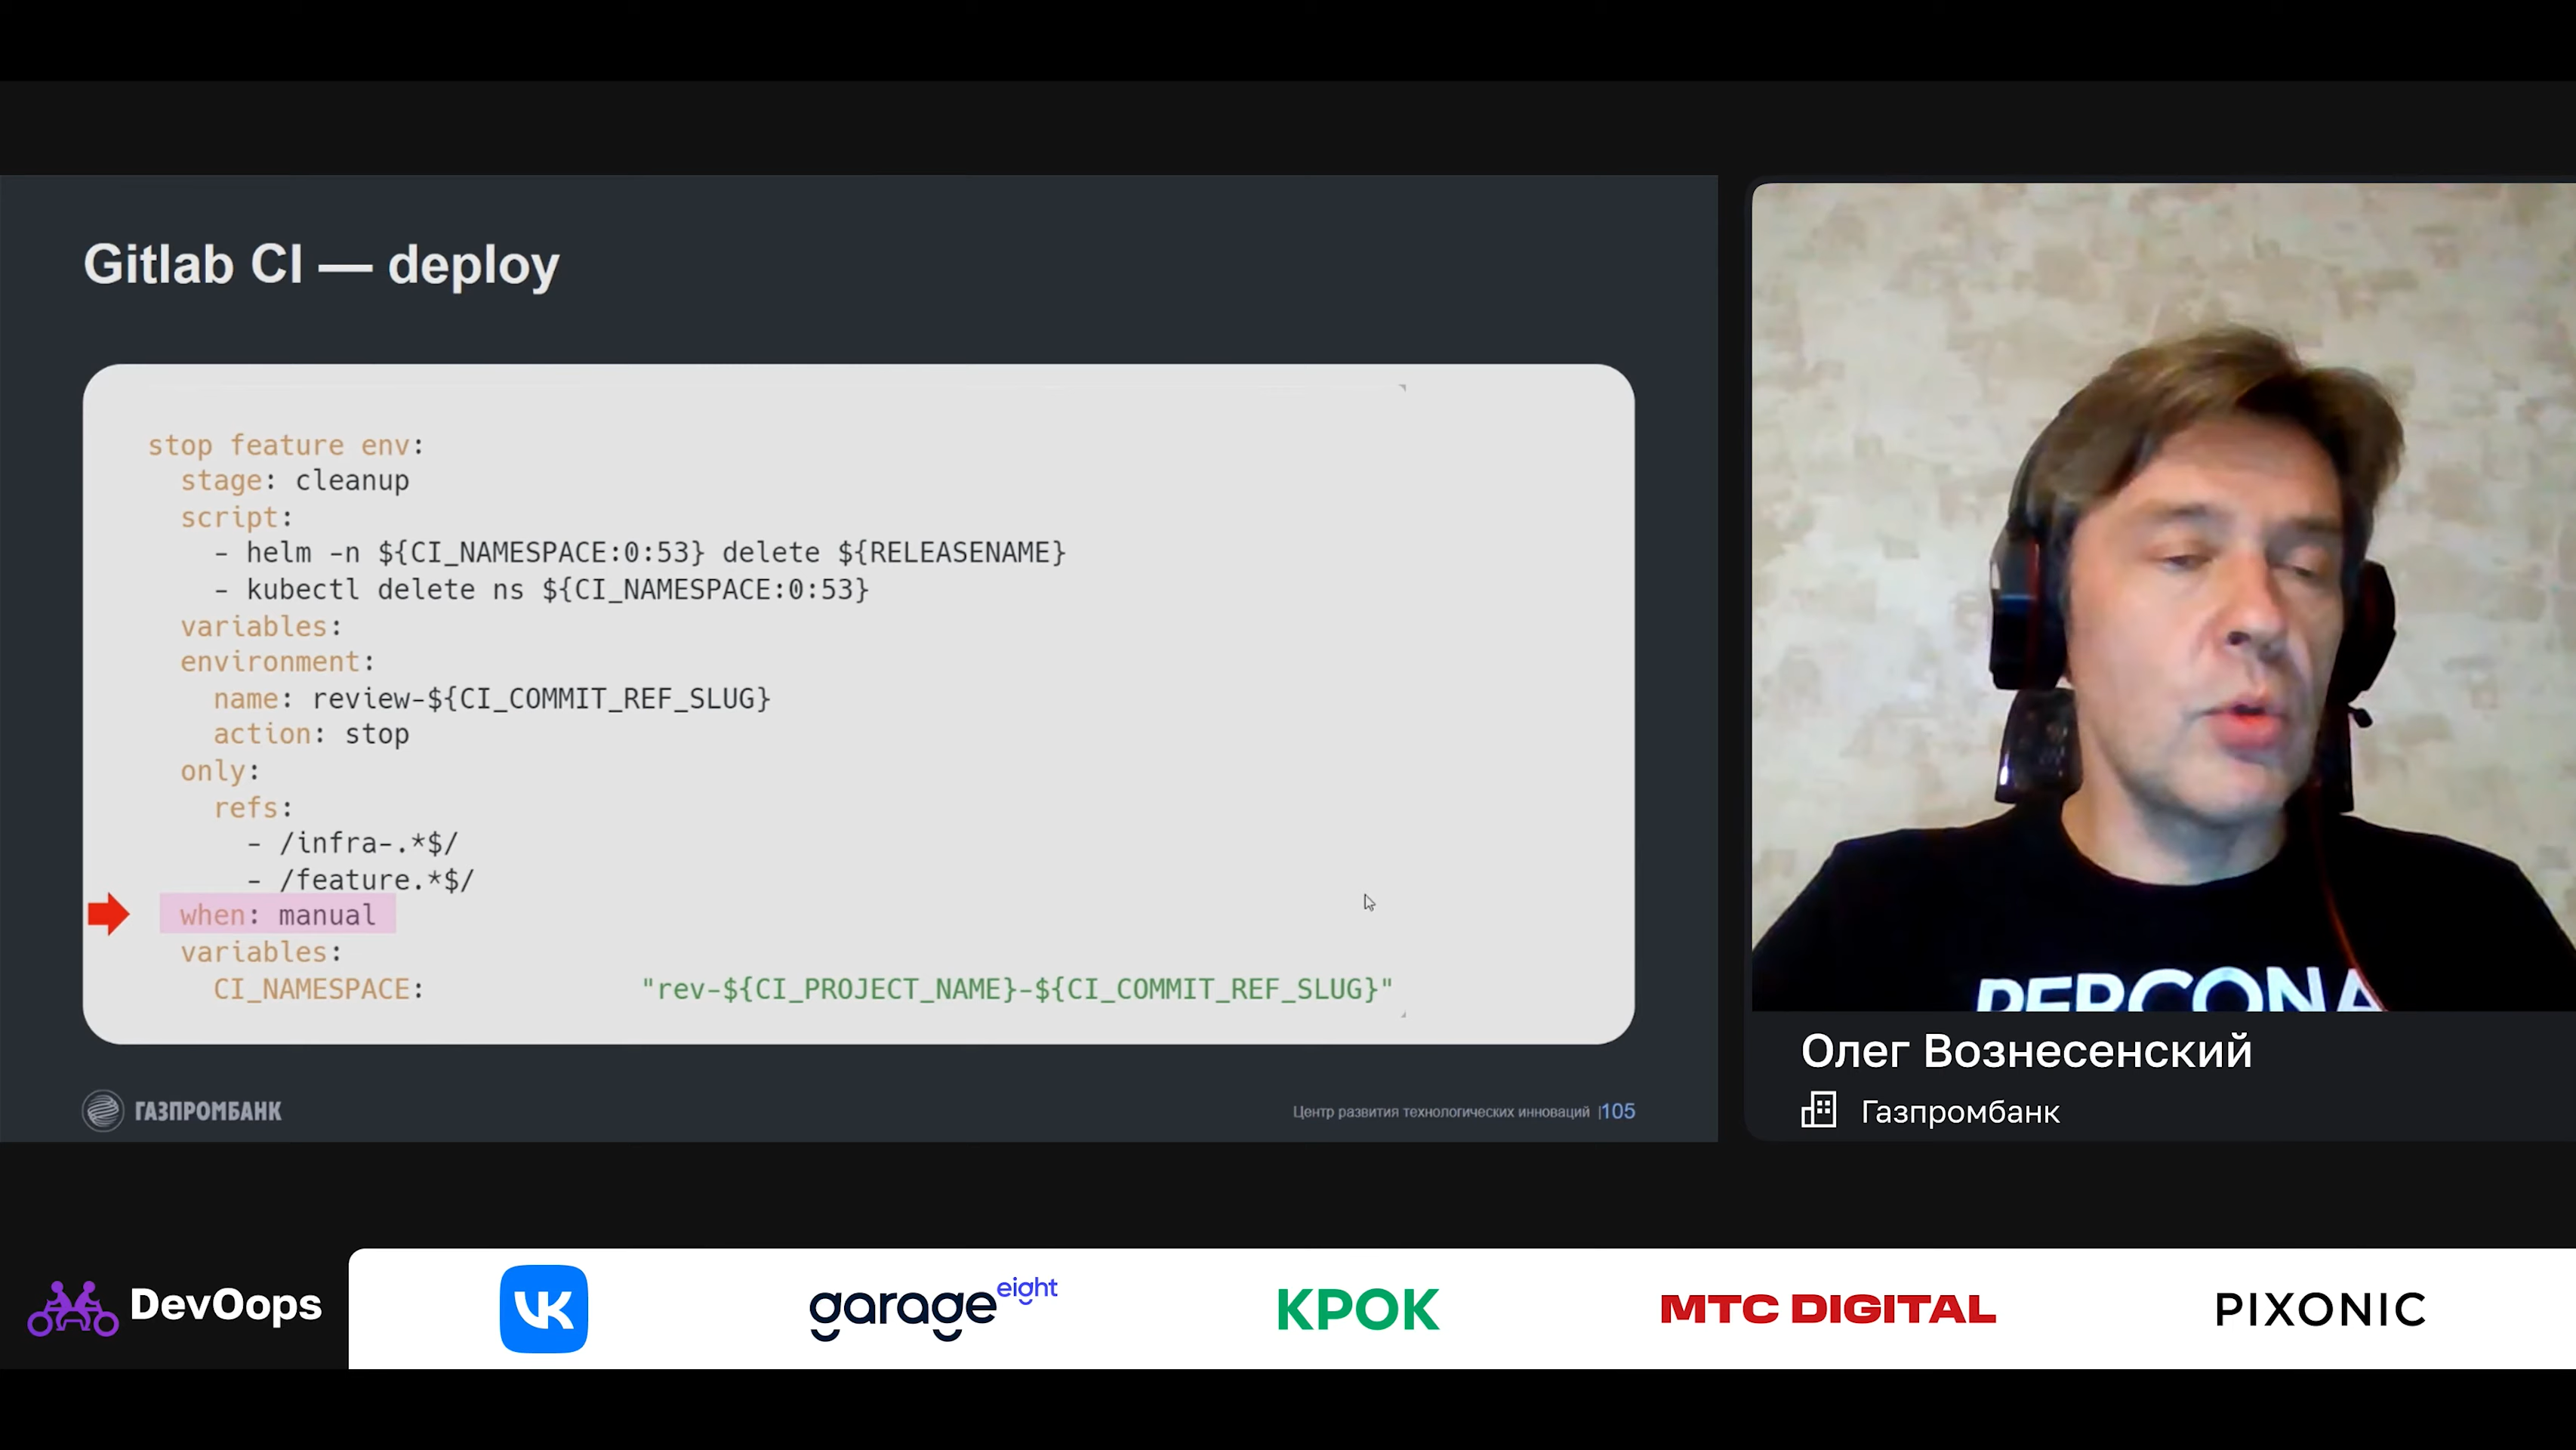 Gitlab CI — deploy
stop feature env:
stage: cleanup
script:
- helm -n ${CI_NAMESPACE:0:53} delete ${RELEASENAME}
- kubectl delete ns ${CI_NAMESPACE:0:53}
variables:
environment:
name: review-${CI_COMMIT_REF_SLUG}
action: stop
only:
refs:
- /infra-.*$/
- /feature.*$/
when: manual
variables:
CI_NAMESPACE: "rev-${CI_PROJECT_NAME}-${CI_COMMIT_REF_SLUG}"
ГАЗПРОМБАНК
Центр развития технологических инноваций |105
PERCONA
Олег Вознесенский
Газпромбанк
DevOops
VK
garage eight
КРОК
МТС DIGITAL
PIXONIC